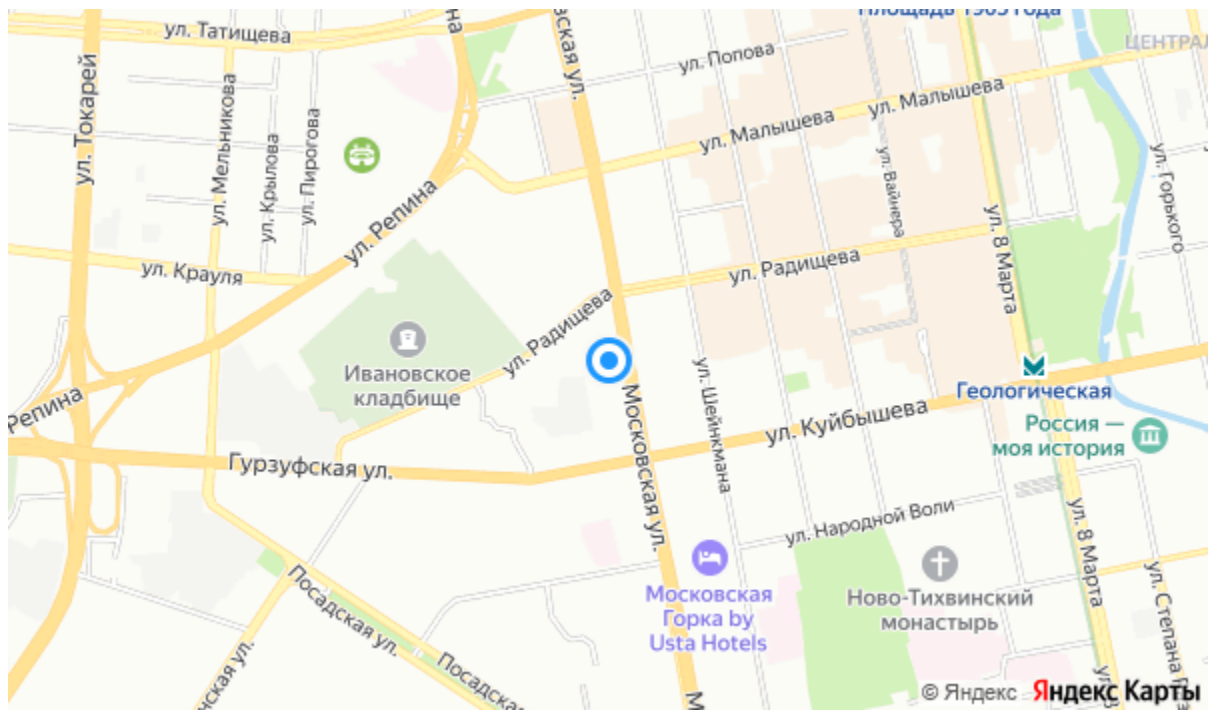 Площадь 1905 года
ул. Татищева
вская ул.
ул. Попова
ЦЕНТРАЛ
ул. Токарей
ул. Мельникова
ул. Крылова
ул. Пирогова
ул. Малышева
ул. Малышева
ул. Вайнера
ул. Горького
ул. Репина
ул. 8 Марта
ул. Крауля
ул. Радищева
ул. Радищева
Ивановское
кладбище
Репина
Московская ул.
ул. Шейнкмана
Геологическая
ул. Куйбышева
Россия —
моя история
Гурзуфская ул.
ул. Народной Воли
ул. 8 Марта
Посадская ул.
Московская
Горка by
Usta Hotels
Ново-Тихвинский
монастырь
ул. Степана Раз
нская ул.
Посадская
© Яндекс Яндекс Карты